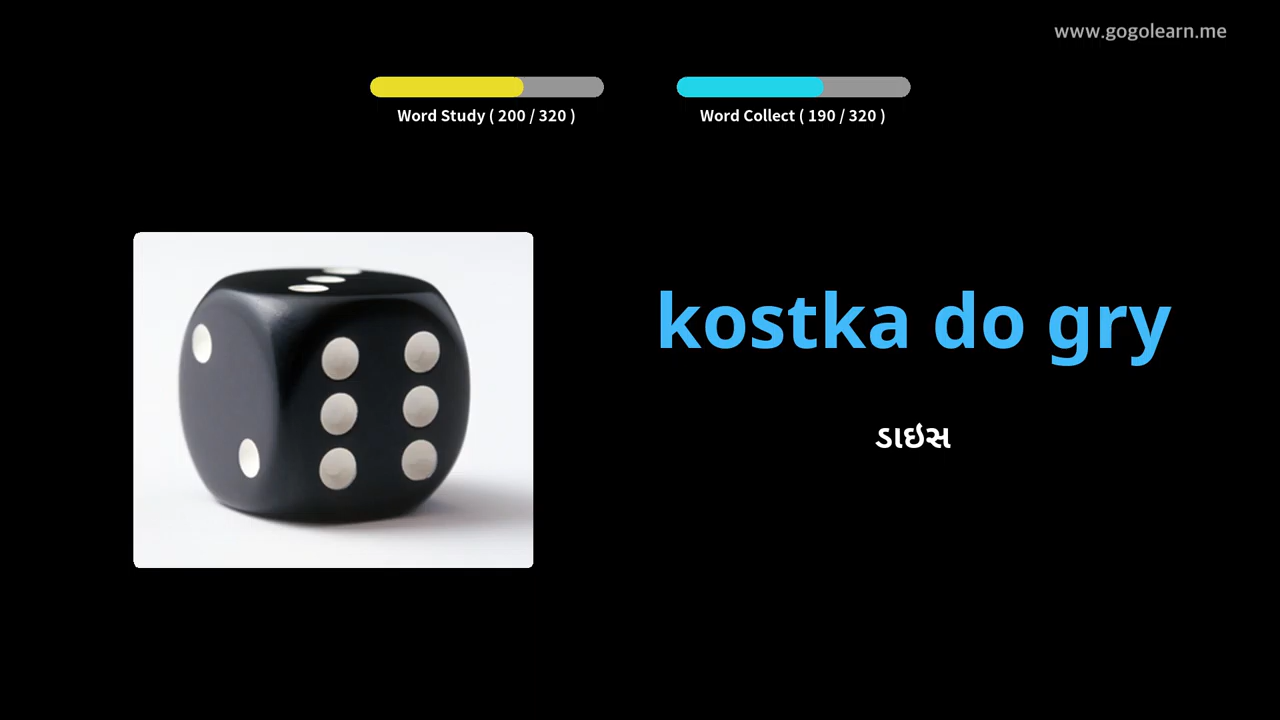 www.gogolearn.me
Word Study ( 200 / 320 )
Word Collect ( 190 / 320 )
kostka do gry
ડાઇસ